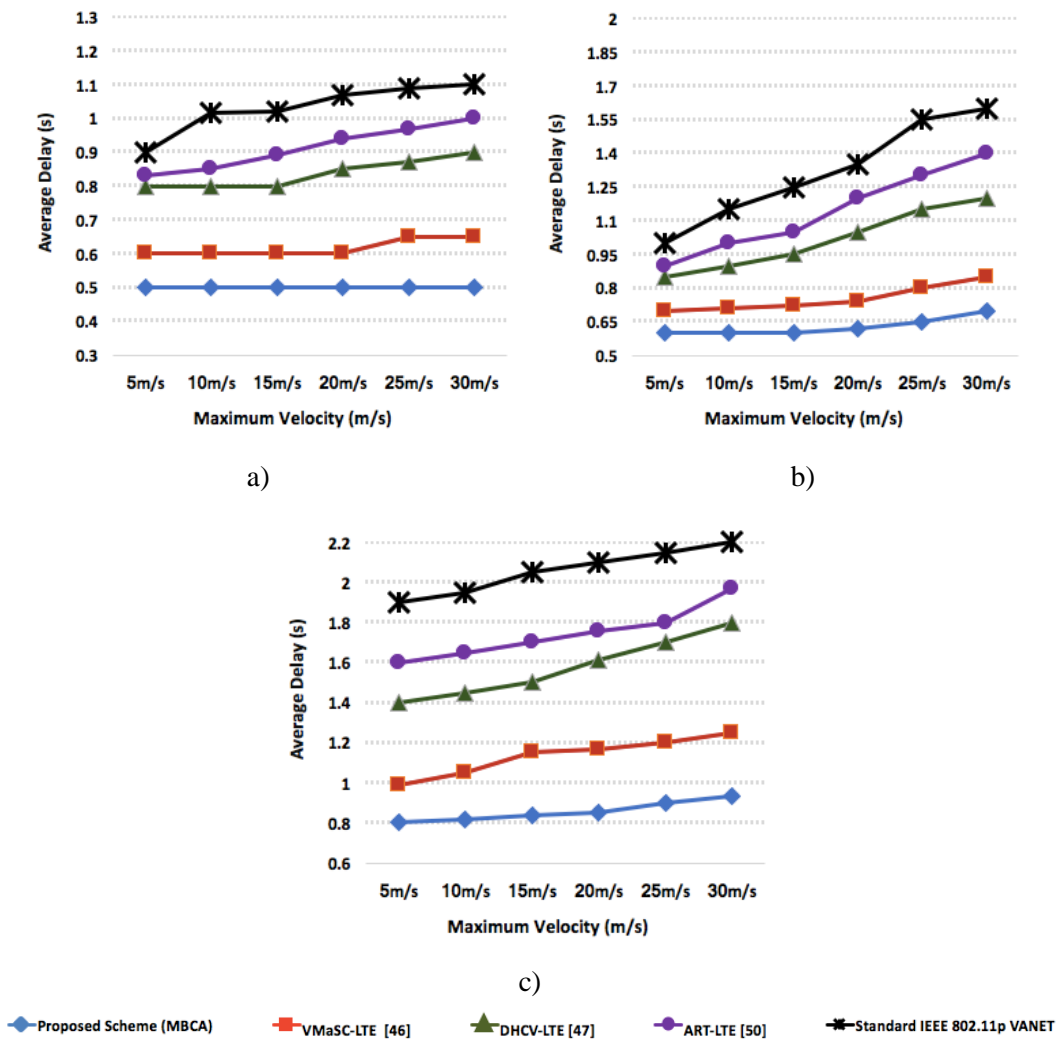 1.3
1.2
1.1
1
0.9
0.8
0.7
0.6
0.5
0.4
0.3
Average Delay (s)
5m/s 10m/s 15m/s 20m/s 25m/s 30m/s
Maximum Velocity (m/s)
a)
2
1.85
1.7
1.55
1.4
1.25
1.1
0.95
0.8
0.65
0.5
Average Delay (s)
5m/s 10m/s 15m/s 20m/s 25m/s 30m/s
Maximum Velocity (m/s)
b)
2.2
2
1.8
1.6
1.4
1.2
1
0.8
0.6
Average Delay (s)
5m/s 10m/s 15m/s 20m/s 25m/s 30m/s
Maximum Velocity (m/s)
c)
Proposed Scheme (MBCA) VMaSC-LTE [46] DHCV-LTE [47] ART-LTE [50] Standard IEEE 802.11p VANET